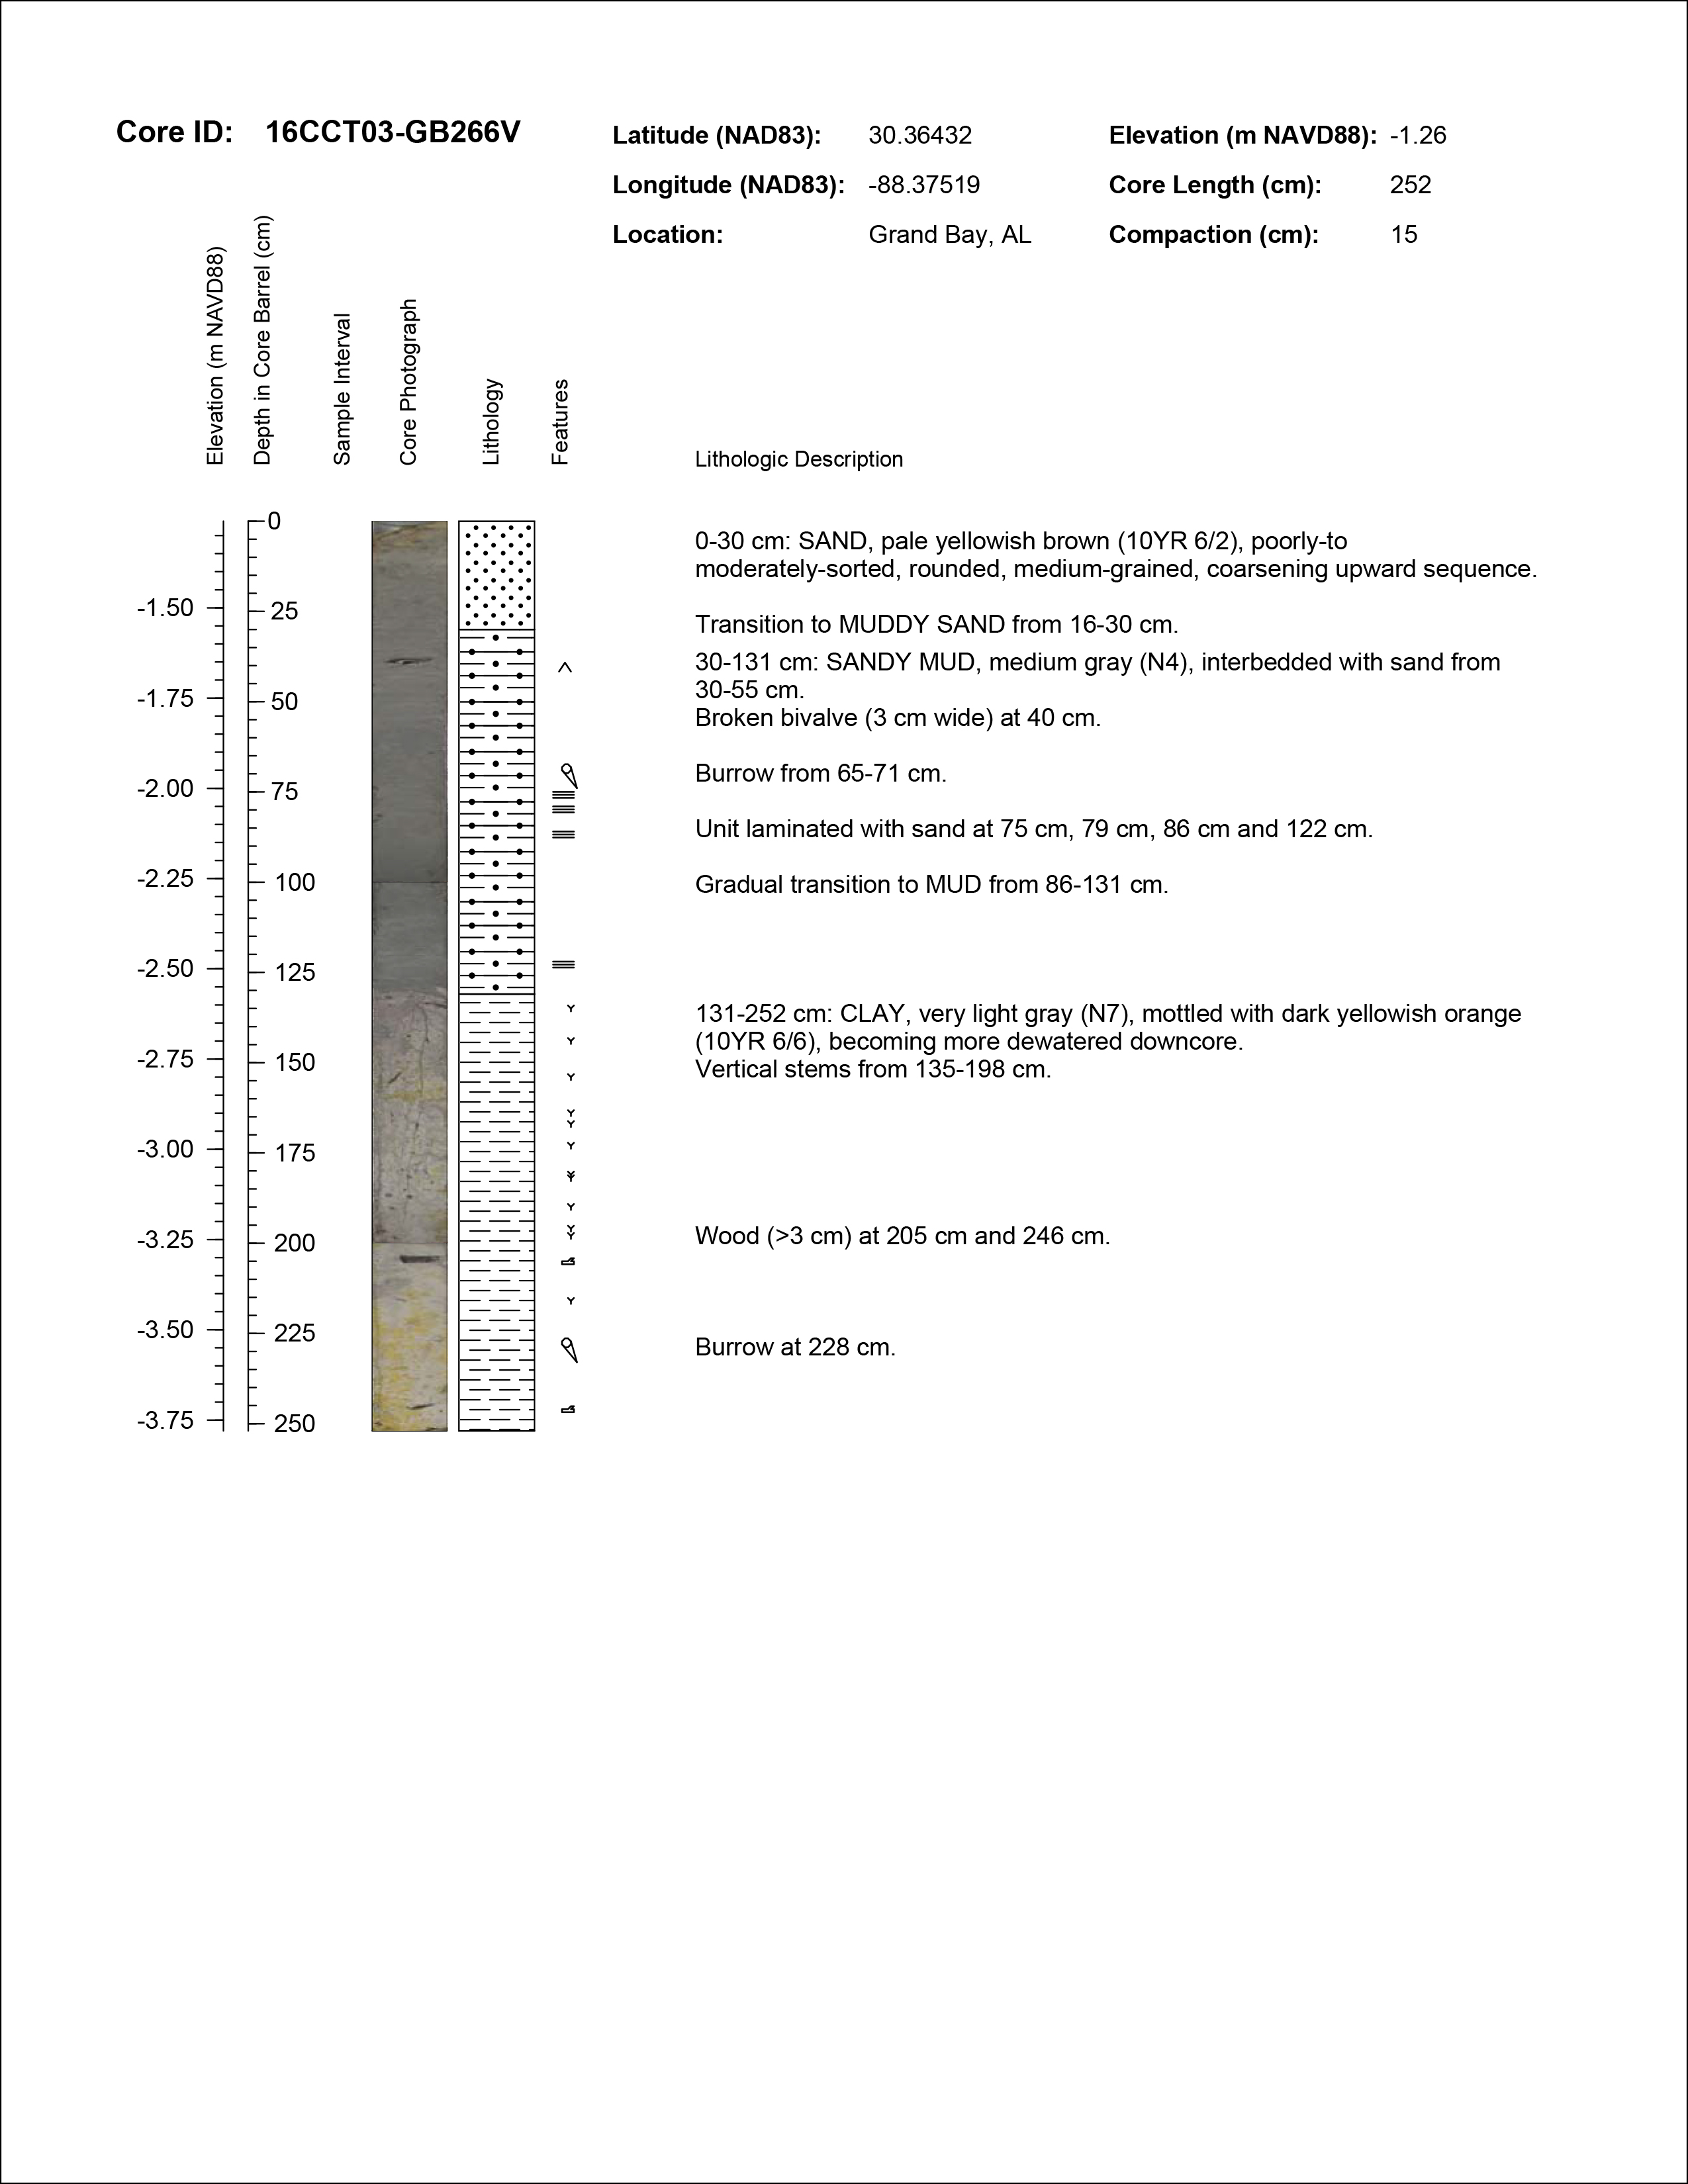 Core ID: 16CCT03-GB266V
Latitude (NAD83): 30.36432
Elevation (m NAVD88): -1.26
Longitude (NAD83): -88.37519
Core Length (cm): 252
Location: Grand Bay, AL
Compaction (cm): 15
Elevation (m NAVD88)
Depth in Core Barrel (cm)
Sample Interval
Core Photograph
Lithology
Features
Lithologic Description
0
-1.50
25
-1.75
50
-2.00
75
-2.25
100
-2.50
125
-2.75
150
-3.00
175
-3.25
200
-3.50
225
-3.75
250
0-30 cm: SAND, pale yellowish brown (10YR 6/2), poorly-to
moderately-sorted, rounded, medium-grained, coarsening upward sequence.
Transition to MUDDY SAND from 16-30 cm.
30-131 cm: SANDY MUD, medium gray (N4), interbedded with sand from
30-55 cm.
Broken bivalve (3 cm wide) at 40 cm.
Burrow from 65-71 cm.
Unit laminated with sand at 75 cm, 79 cm, 86 cm and 122 cm.
Gradual transition to MUD from 86-131 cm.
131-252 cm: CLAY, very light gray (N7), mottled with dark yellowish orange
(10YR 6/6), becoming more dewatered downcore.
Vertical stems from 135-198 cm.
Wood (>3 cm) at 205 cm and 246 cm.
Burrow at 228 cm.